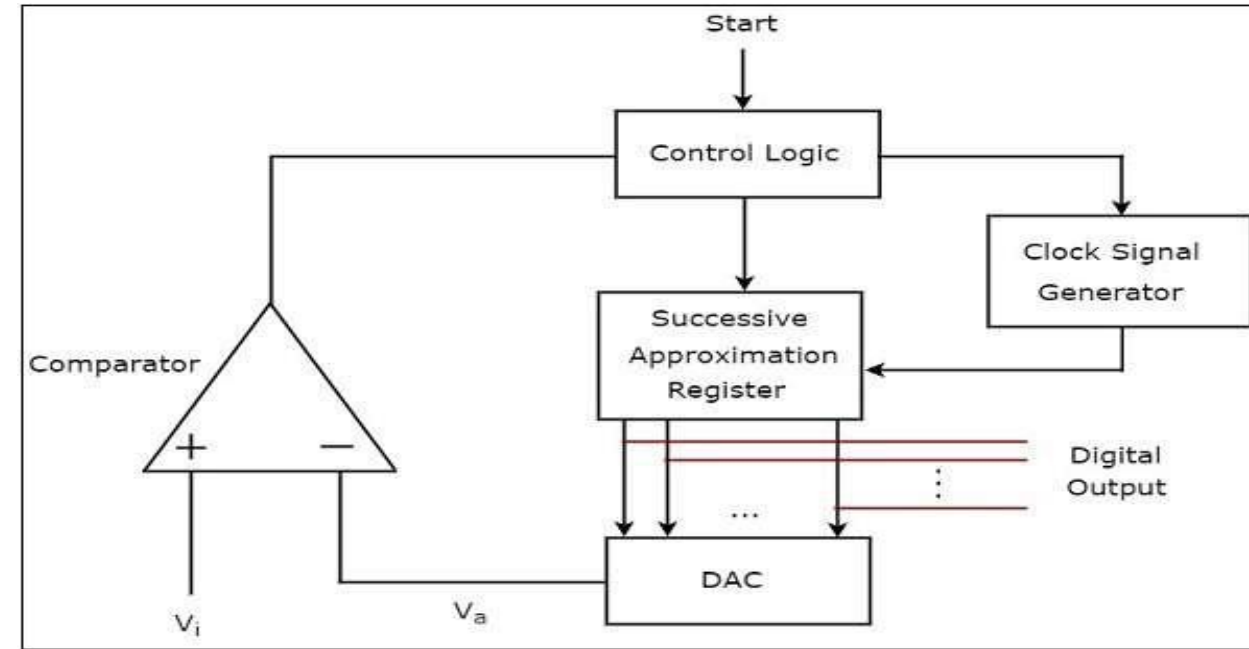 Start
Control Logic
Clock Signal
Generator
Successive
Approximation
Register
Comparator
+
−
Digital
Output
...
⋮
DAC
Vi
Va